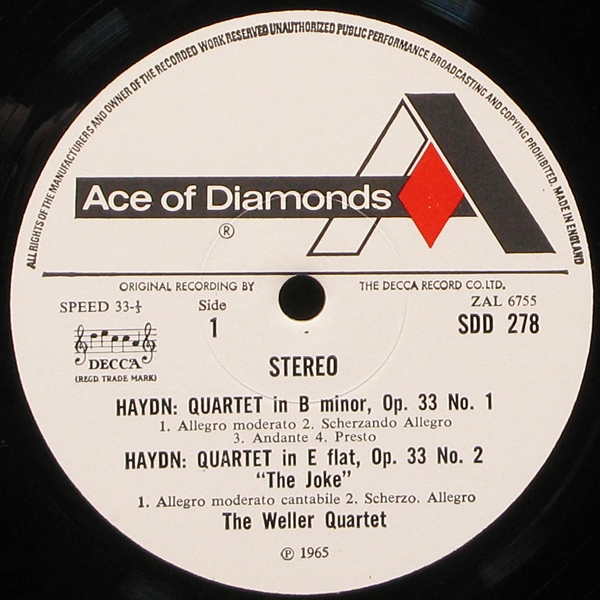 ALL RIGHTS OF THE MANUFACTURERS AND OWNER OF THE RECORDED WORK RESERVED UNAUTHORIZED PUBLIC PERFORMANCE BROADCASTING AND COPYING PROHIBITED. MADE IN ENGLAND
Ace of Diamonds
®
ORIGINAL RECORDING BY THE DECCA RECORD CO. LTD.
SPEED 33-⅓ Side ZAL 6755
1 SDD 278
DECCA
(REGD. TRADE MARK)
STEREO
HAYDN: QUARTET in B minor, Op. 33 No. 1
1. Allegro moderato 2. Scherzando Allegro
3. Andante 4. Presto
HAYDN: QUARTET in E flat, Op. 33 No. 2
“The Joke”
1. Allegro moderato cantabile 2. Scherzo. Allegro
The Weller Quartet
℗ 1965